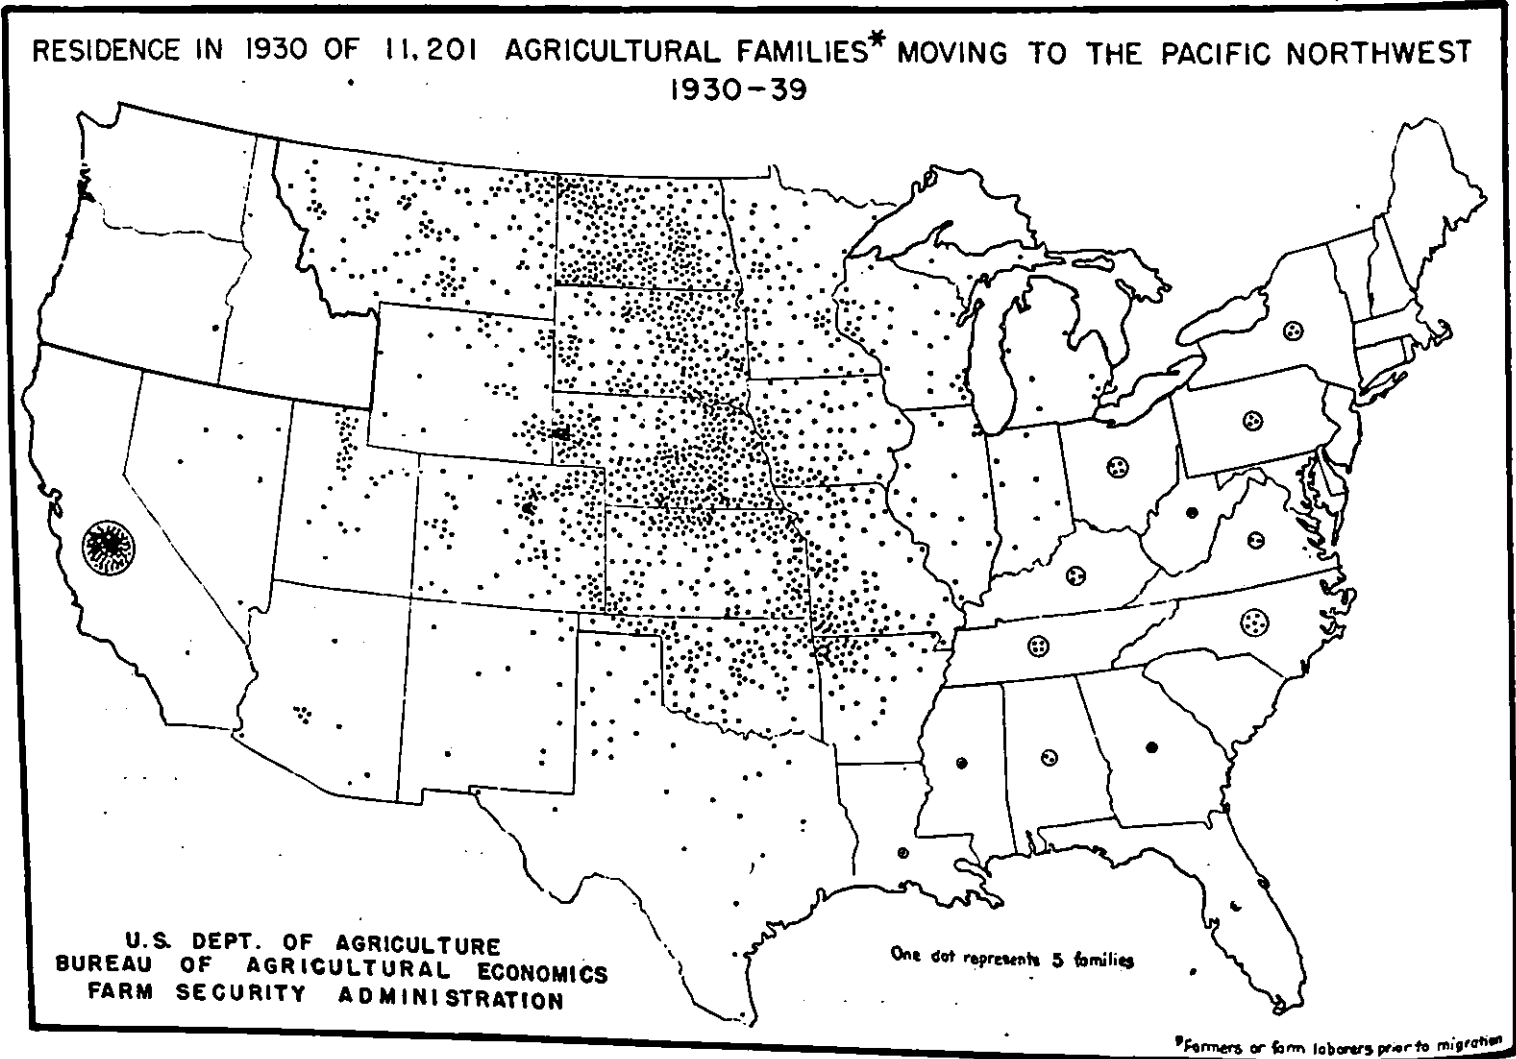 RESIDENCE IN 1930 OF 11,201 AGRICULTURAL FAMILIES* MOVING TO THE PACIFIC NORTHWEST
1930-39
U.S. DEPT. OF AGRICULTURE
BUREAU OF AGRICULTURAL ECONOMICS
FARM SECURITY ADMINISTRATION
One dot represents 5 families
*Farmers or farm laborers prior to migration